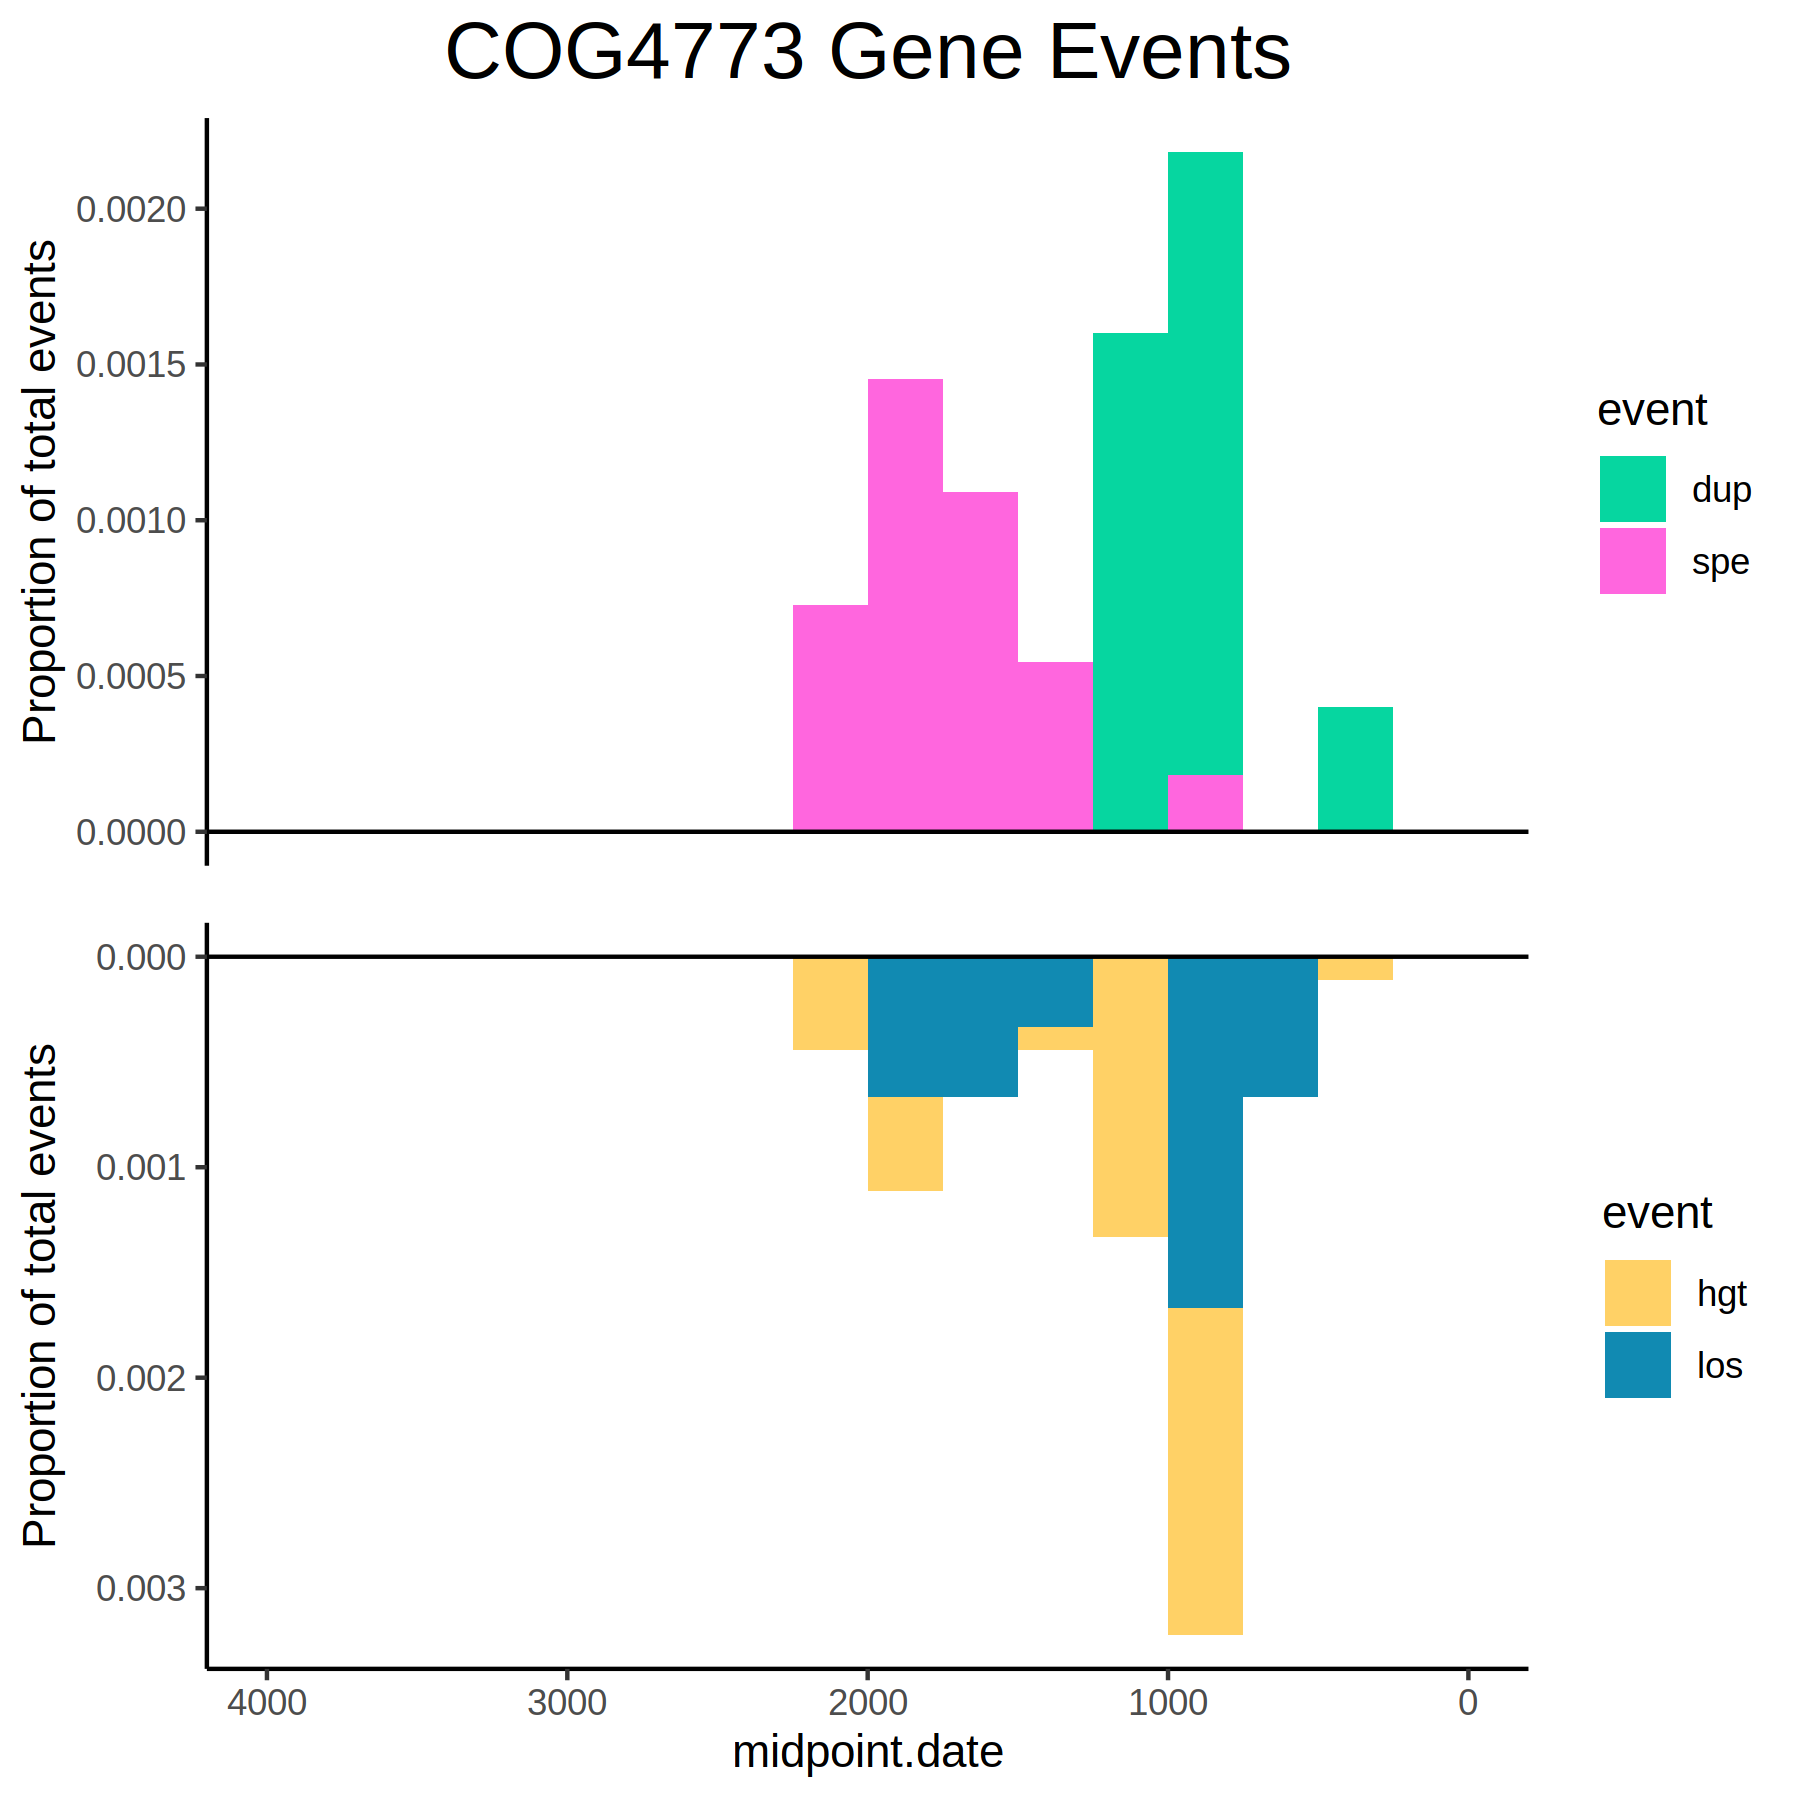 COG4773 Gene Events
Proportion of total events
0.0020
0.0015
0.0010
0.0005
0.0000
event
dup
spe
Proportion of total events
0.000
0.001
0.002
0.003
event
hgt
los
4000 3000 2000 1000 0
midpoint.date